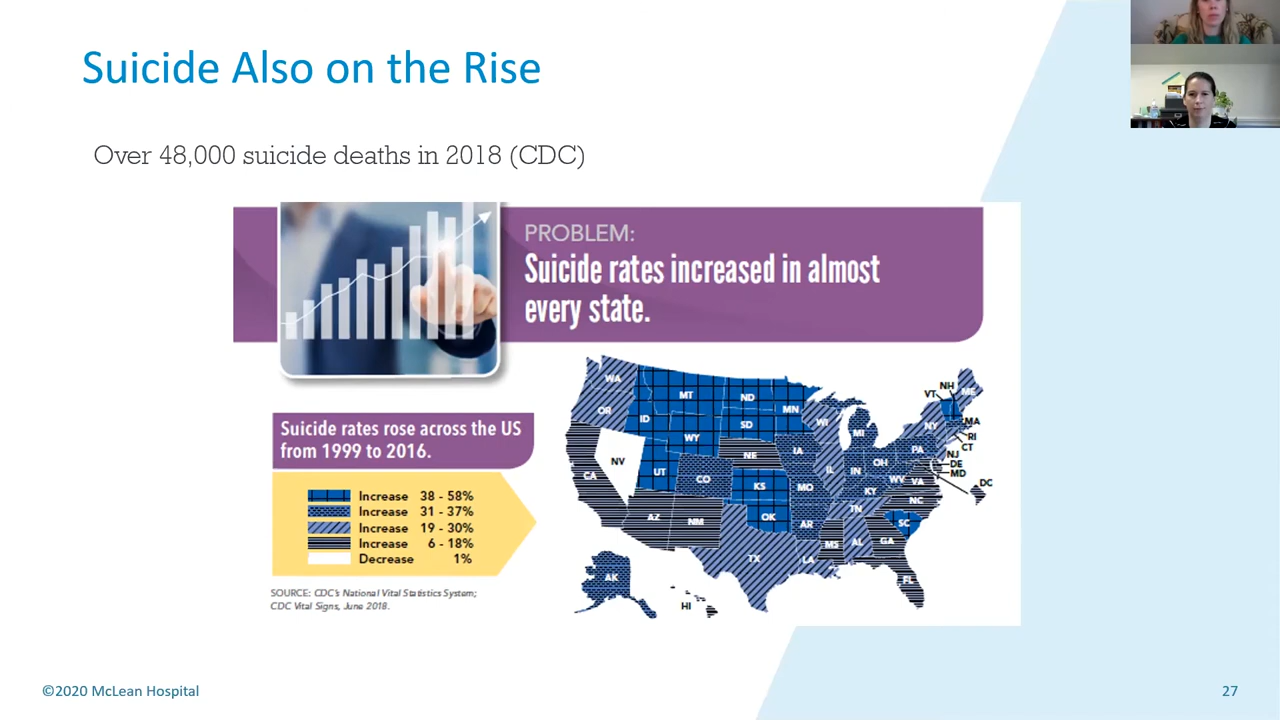 Suicide Also on the Rise
Over 48,000 suicide deaths in 2018 (CDC)
PROBLEM:
Suicide rates increased in almost
every state.
Suicide rates rose across the US
from 1999 to 2016.
Increase 38 - 58%
Increase 31 - 37%
Increase 19 - 30%
Increase 6 - 18%
Decrease 1%
SOURCE: CDC's National Vital Statistics System;
CDC Vital Signs, June 2018.
WA
OR
CA
NV
ID
MT
WY
UT
AZ
CO
NM
ND
SD
NE
KS
OK
TX
MN
IA
MO
AR
LA
WI
IL
MS
MI
IN
KY
TN
AL
OH
WV
GA
FL
SC
NC
VA
PA
NY
VT
NH
ME
MA
RI
CT
NJ
DE
MD
DC
AK
HI
©2020 McLean Hospital
27